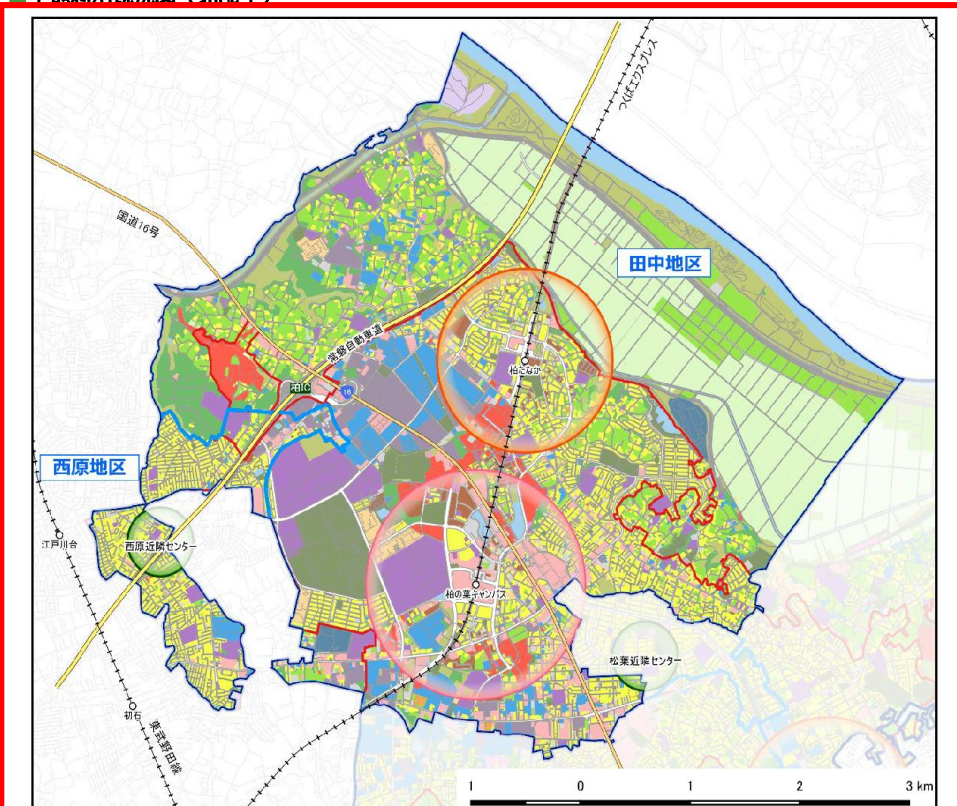 つくばエクスプレス
国道16号
田中地区
常磐自動車道
柏たなか
柏IC
16
西原地区
江戸川台
西原近隣センター
柏の葉キャンパス
松葉近隣センター
初石
東武野田線
1 0 1 2 3 km